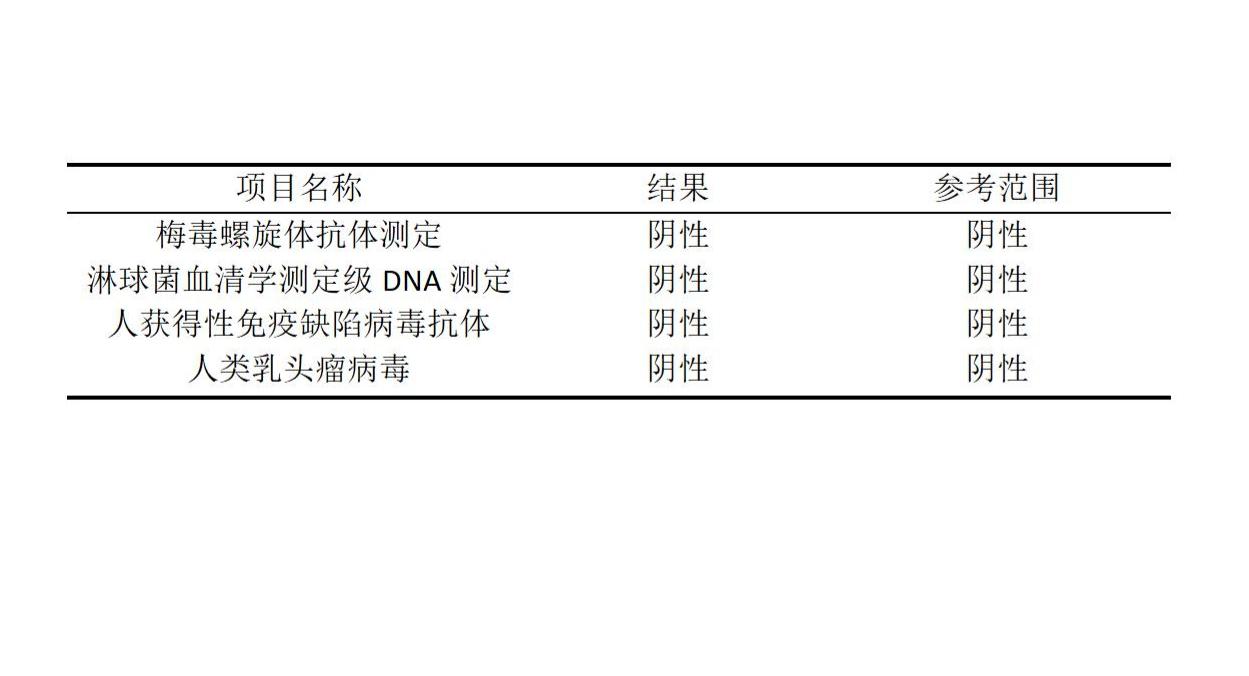 项目名称 结果 参考范围
梅毒螺旋体抗体测定 阴性 阴性
淋球菌血清学测定级 DNA 测定 阴性 阴性
人获得性免疫缺陷病毒抗体 阴性 阴性
人类乳头瘤病毒 阴性 阴性